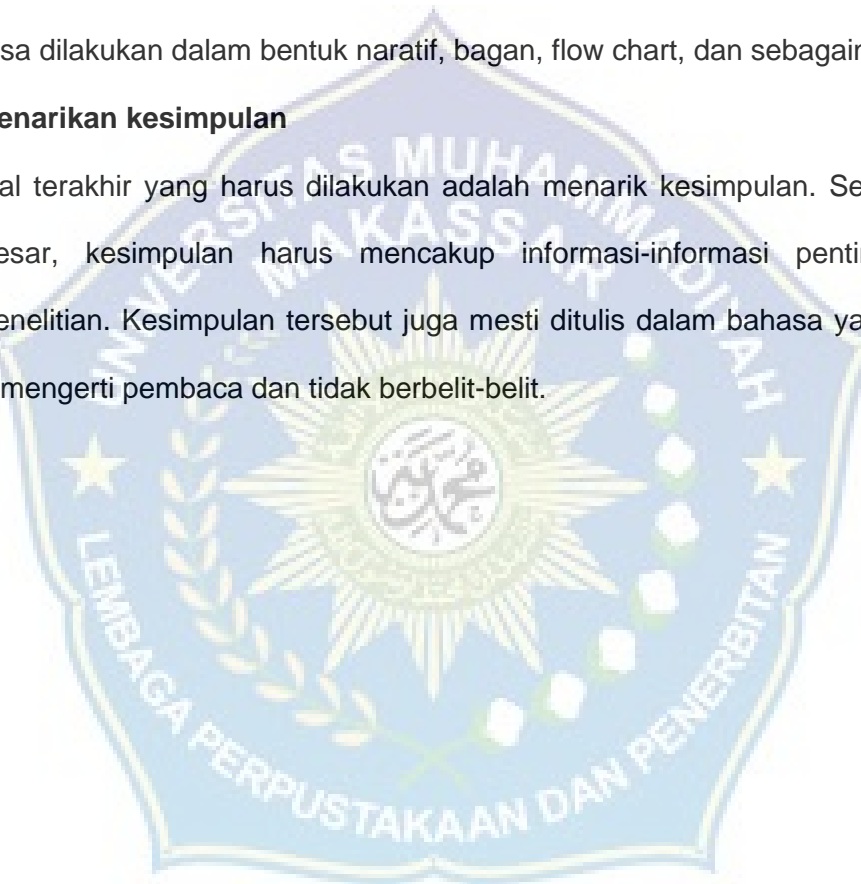 sa dilakukan dalam bentuk naratif, bagan, flow chart, dan sebagain
enarikan kesimpulan
al terakhir yang harus dilakukan adalah menarik kesimpulan. Se
esar, kesimpulan harus mencakup informasi-informasi penti
enelitian. Kesimpulan tersebut juga mesti ditulis dalam bahasa ya
mengerti pembaca dan tidak berbelit-belit.
UNIVERSITAS MUHAMMADIYAH
MAKASSAR
محمدية
LEMBAGA PERPUSTAKAAN DAN PENERBITAN